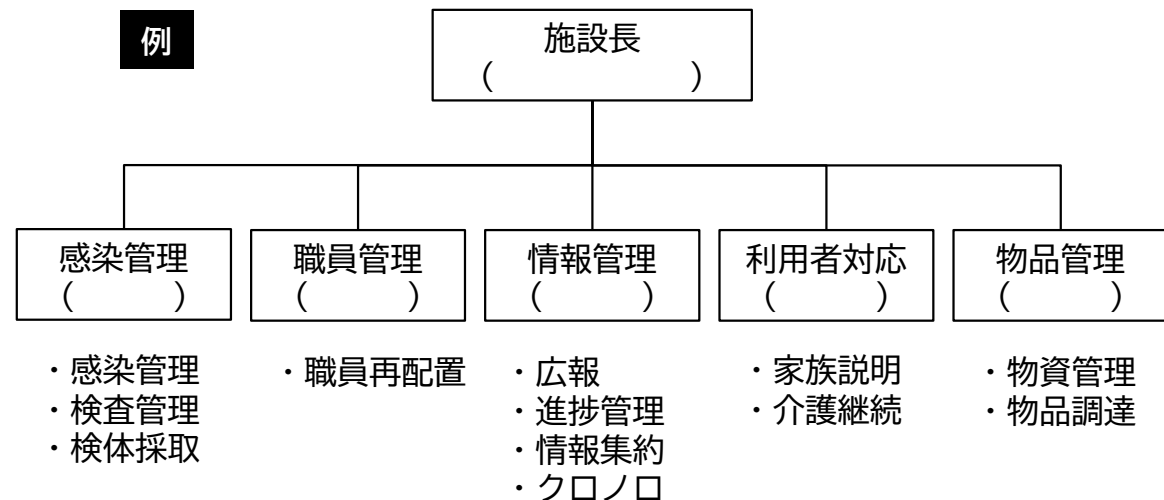 例
施設長
(　　　　　　)
感染管理
(　　　)
職員管理
(　　　)
情報管理
(　　　)
利用者対応
(　　　)
物品管理
(　　　)
・感染管理
・検査管理
・検体採取
・職員再配置
・広報
・進捗管理
・情報集約
・クロノロ
・家族説明
・介護継続
・物資管理
・物品調達